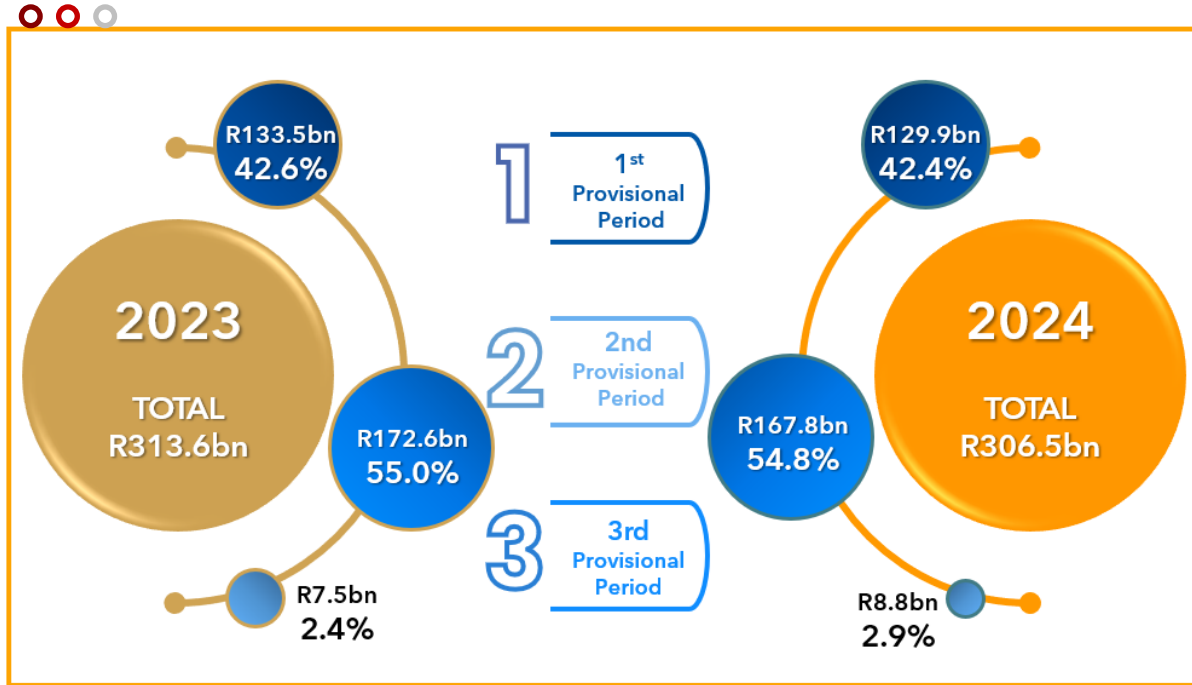 R133.5bn
42.6%
2023
TOTAL
R313.6bn
R172.6bn
55.0%
R7.5bn
2.4%
1
1st
Provisional
Period
2
2nd
Provisional
Period
3
3rd
Provisional
Period
R129.9bn
42.4%
2024
TOTAL
R306.5bn
R167.8bn
54.8%
R8.8bn
2.9%